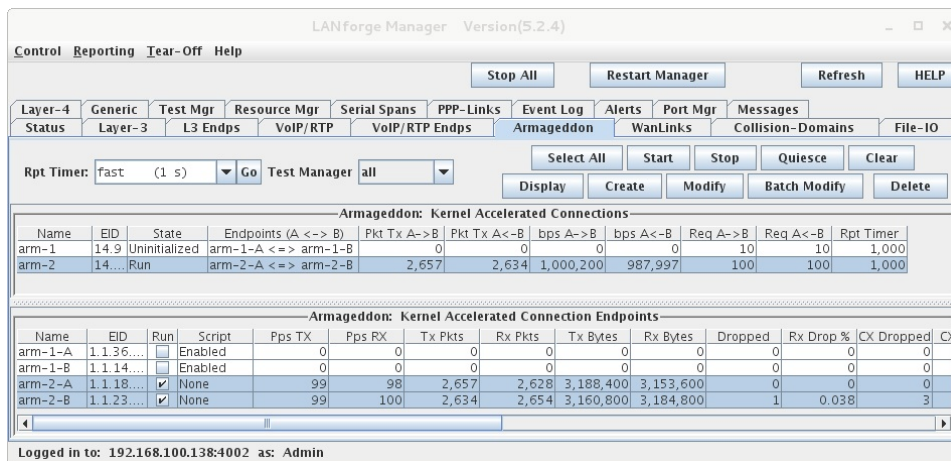 LANforge Manager Version(5.2.4)
Control Reporting Tear-Off Help
Stop All Restart Manager Refresh HELP
Layer-4 Generic Test Mgr Resource Mgr Serial Spans PPP-Links Event Log Alerts Port Mgr Messages
Status Layer-3 L3 Endps VoIP/RTP VoIP/RTP Endps Armageddon WanLinks Collision-Domains File-IO
Select All Start Stop Quiesce Clear
Rpt Timer: fast (1 s) Go Test Manager all
Display Create Modify Batch Modify Delete
Armageddon: Kernel Accelerated Connections
Name EID State Endpoints (A <-> B) Pkt Tx A->B Pkt Tx A<-B bps A->B bps A<-B Req A->B Req A<-B Rpt Timer
arm-1 14.9 Uninitialized arm-1-A <=> arm-1-B 0 0 0 0 10 10 1,000
arm-2 14.... Run arm-2-A <=> arm-2-B 2,657 2,634 1,000,200 987,997 100 100 1,000
Armageddon: Kernel Accelerated Connection Endpoints
Name EID Run Script Pps TX Pps RX Tx Pkts Rx Pkts Tx Bytes Rx Bytes Dropped Rx Drop % CX Dropped CX
arm-1-A 1.1.36.... Enabled 0 0 0 0 0 0 0 0 0
arm-1-B 1.1.14.... Enabled 0 0 0 0 0 0 0 0 0
arm-2-A 1.1.18.... None 99 98 2,657 2,628 3,188,400 3,153,600 0 0 0
arm-2-B 1.1.23.... None 99 100 2,634 2,654 3,160,800 3,184,800 1 0.038 3
Logged in to: 192.168.100.138:4002 as: Admin